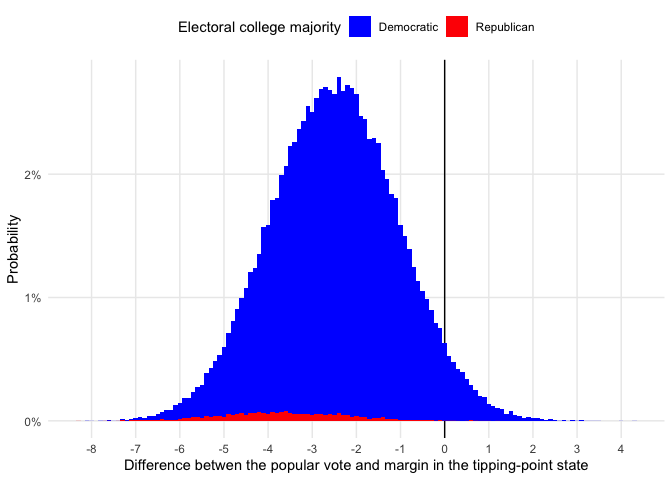 Electoral college majority Democratic Republican
2%
1%
0%
Probability
-8 -7 -6 -5 -4 -3 -2 -1 0 1 2 3 4
Difference betwen the popular vote and margin in the tipping-point state